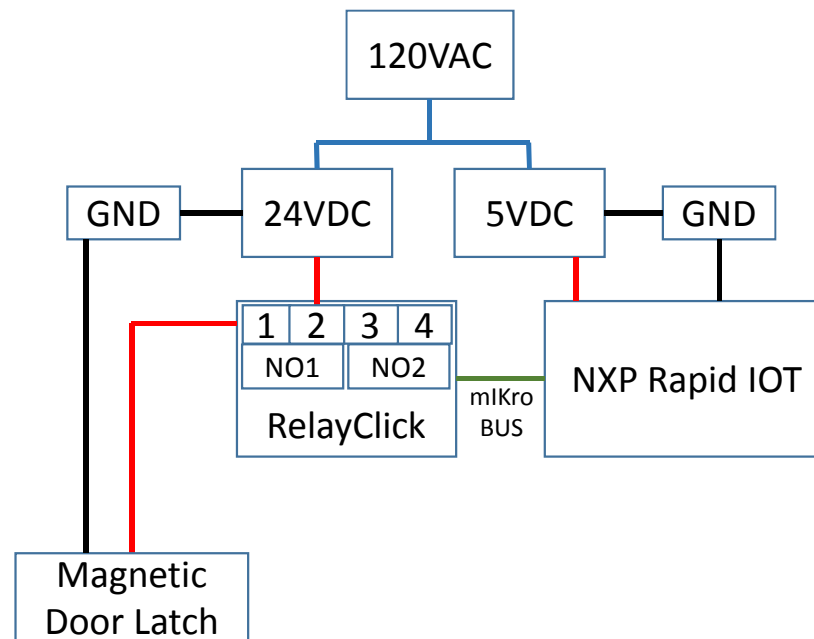 120VAC
GND
24VDC
5VDC
GND
1 2 3 4
NO1 NO2
RelayClick
mIKro
BUS
NXP Rapid IOT
Magnetic
Door Latch